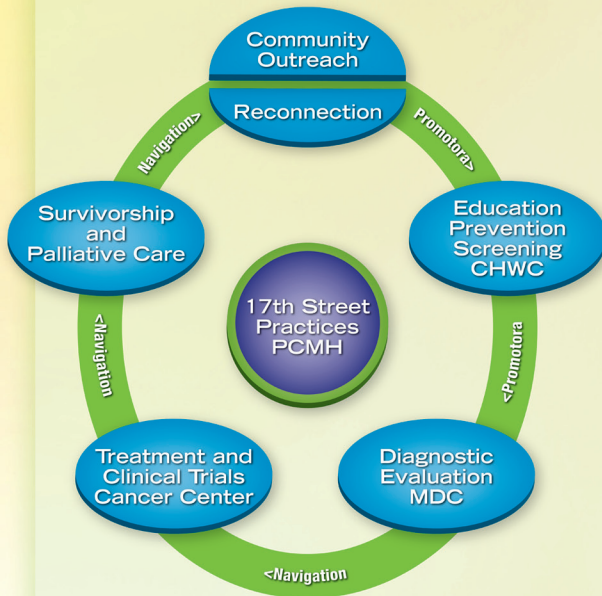 Community
Outreach
Reconnection
Promotora>
Education
Prevention
Screening
CHWC
<Promotora
Diagnostic
Evaluation
MDC
<Navigation
Treatment and
Clinical Trials
Cancer Center
<Navigation
Survivorship
and
Palliative Care
Navigation>
17th Street
Practices
PCMH